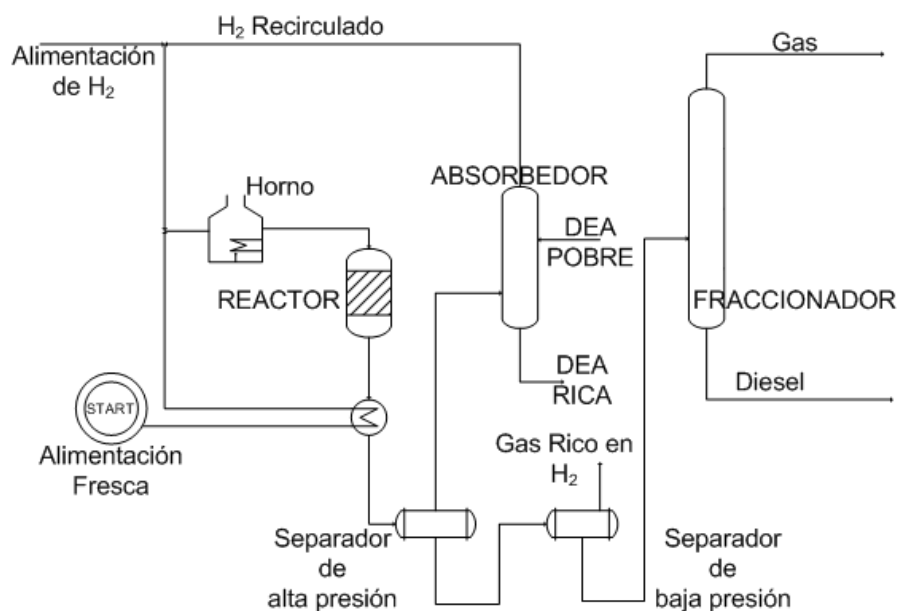 H₂ Recirculado
Alimentación
de H₂
Gas
Horno
ABSORBEDOR
DEA
POBRE
REACTOR
FRACCIONADOR
DEA
RICA
Diesel
START
Alimentación
Fresca
Gas Rico en
H₂
Separador
de
alta presión
Separador
de
baja presión